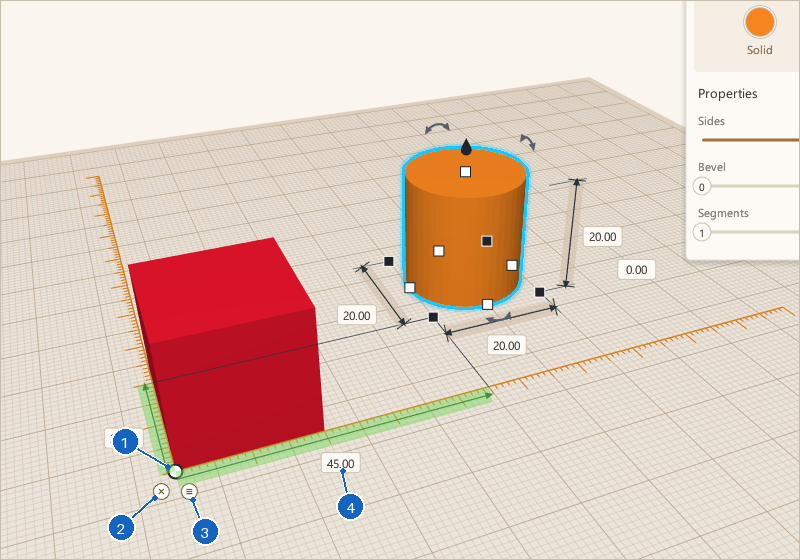 Solid
Properties
Sides
Bevel
0
Segments
1
20.00
0.00
20.00
20.00
45.00
1
2
3
4